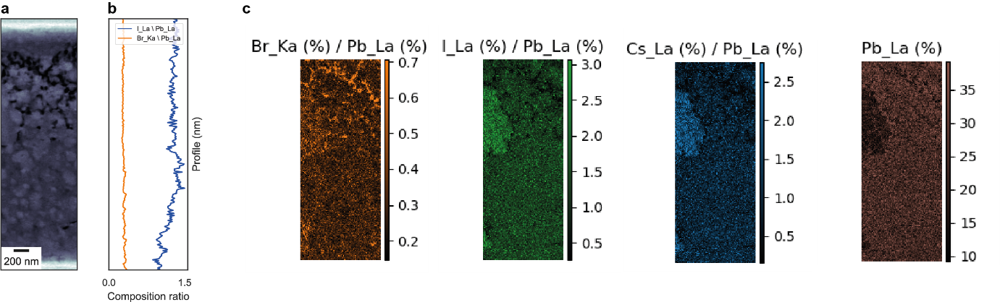 a
b
c
I_La \ Pb_La
Br_Ka \ Pb_La
200 nm
0.0
1.5
Composition ratio
Profile (nm)
Br_Ka (%) / Pb_La (%)
0.7
0.6
0.5
0.4
0.3
0.2
I_La (%) / Pb_La (%)
3.0
2.5
2.0
1.5
1.0
0.5
Cs_La (%) / Pb_La (%)
2.5
2.0
1.5
1.0
0.5
Pb_La (%)
35
30
25
20
15
10